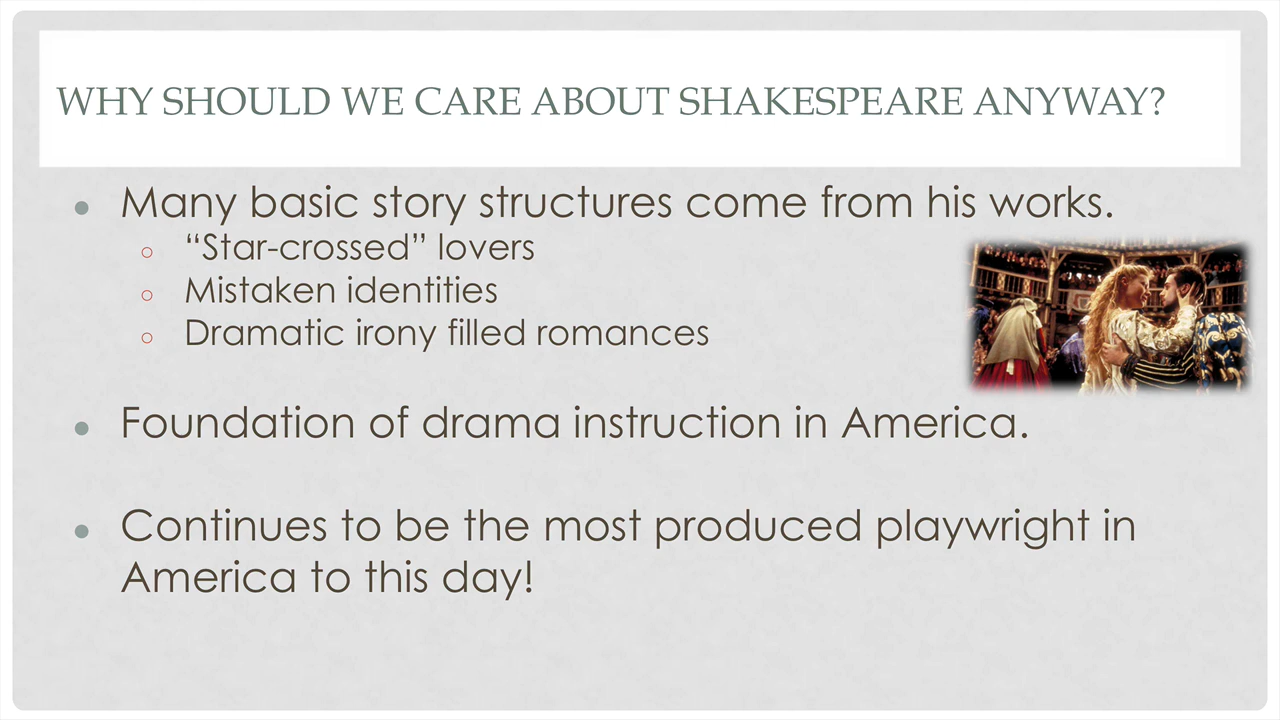 WHY SHOULD WE CARE ABOUT SHAKESPEARE ANYWAY?
● Many basic story structures come from his works.
○ “Star-crossed” lovers
○ Mistaken identities
○ Dramatic irony filled romances
● Foundation of drama instruction in America.
● Continues to be the most produced playwright in
America to this day!